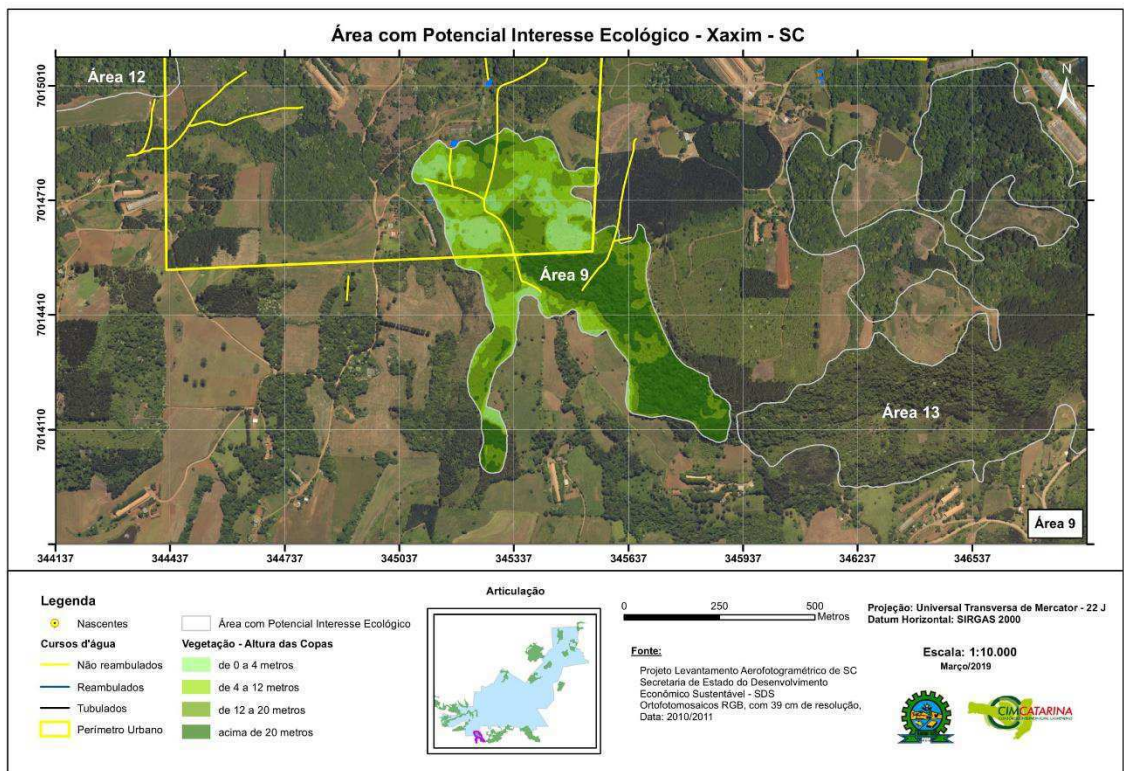 Área com Potencial Interesse Ecológico - Xaxim - SC
Área 12
N
7015010
7014710
Área 9
7014410
Área 13
7014110
Área 9
344137
344437
344737
345037
345337
345637
345937
346237
346537
Legenda
Nascentes
Cursos d'água
Não reambulados
Reambulados
Tubulados
Perímetro Urbano
Área com Potencial Interesse Ecológico
Vegetação - Altura das Copas
de 0 a 4 metros
de 4 a 12 metros
de 12 a 20 metros
acima de 20 metros
Articulação
0 250 500
Metros
Fonte:
Projeto Levantamento Aerofotogramétrico de SC
Secretaria de Estado do Desenvolvimento
Econômico Sustentável - SDS
Ortofotomosaicos RGB, com 39 cm de resolução,
Data: 2010/2011
Projeção: Universal Transversa de Mercator - 22 J
Datum Horizontal: SIRGAS 2000
Escala: 1:10.000
Março/2019
CIMCATARINA